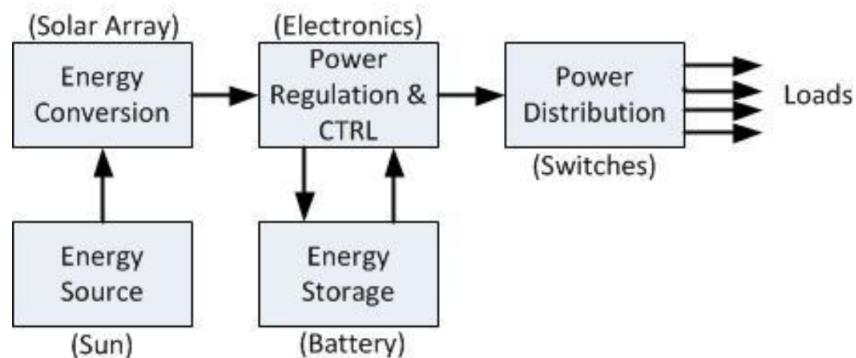 (Solar Array)
Energy
Conversion
(Electronics)
Power
Regulation &
CTRL
Power
Distribution
(Switches)
Loads
Energy
Source
(Sun)
Energy
Storage
(Battery)